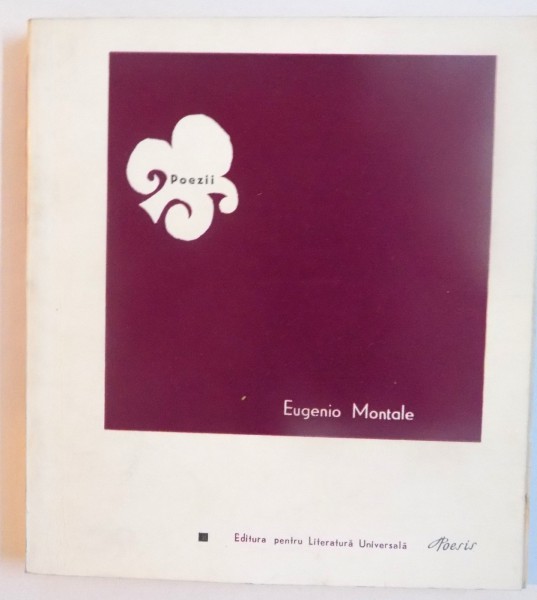 Poezii
Eugenio Montale
Editura pentru Literatură Universală Poesis